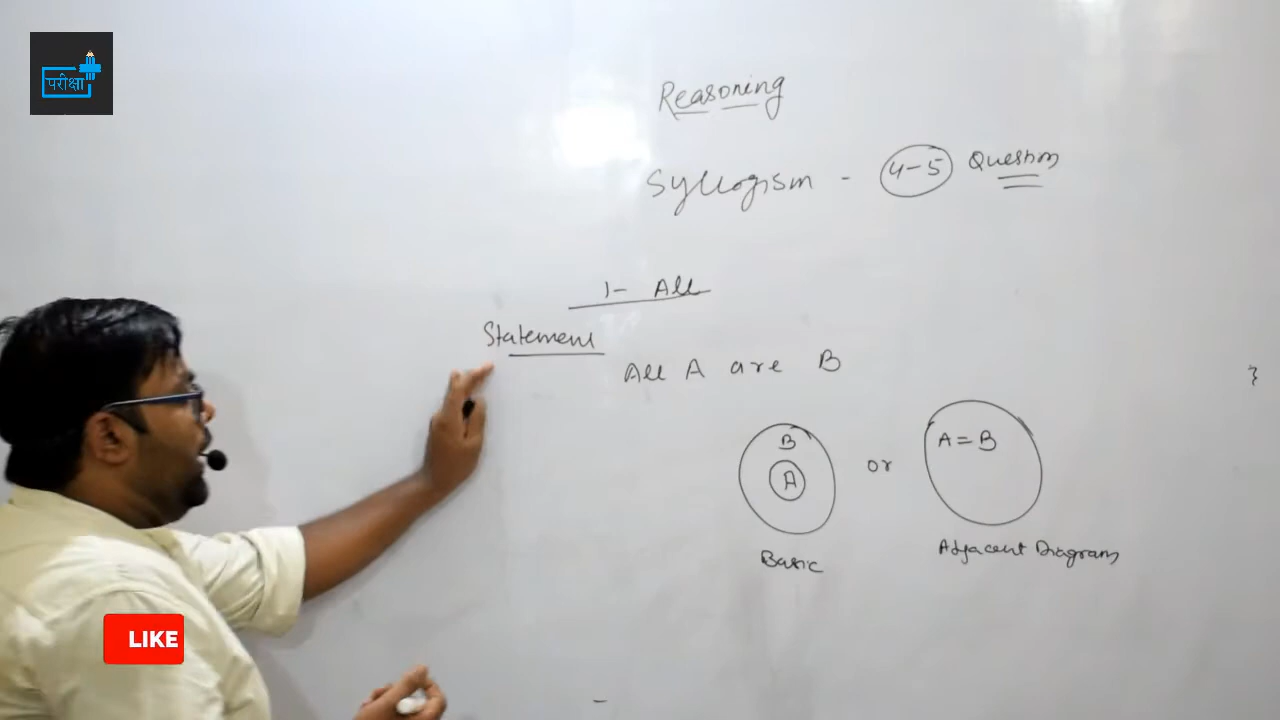 परीक्षा
Reasoning
Syllogism - 4-5 Question
1- All
Statement
All A are B
B
A
or
A = B
Basic
Adjacent Diagram
LIKE